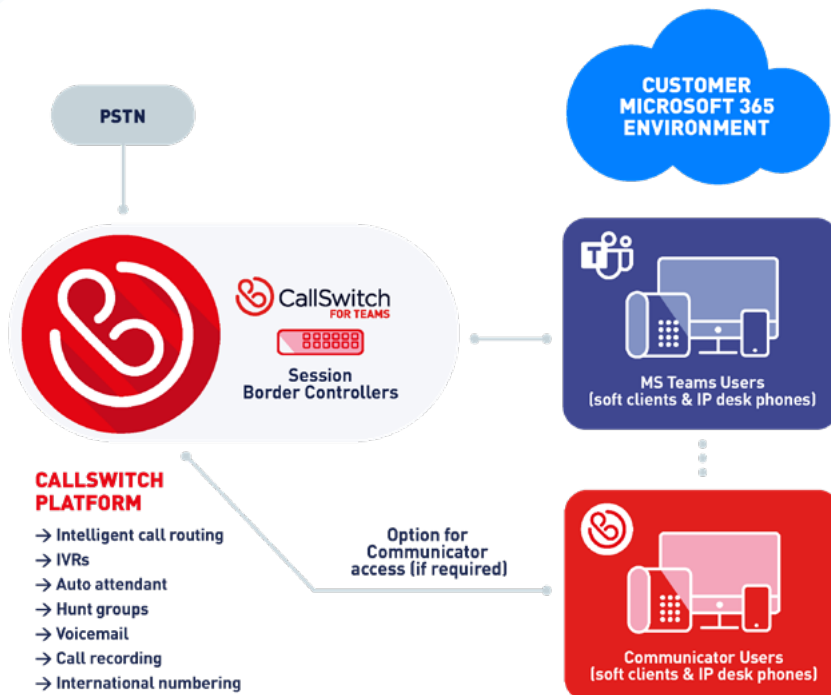 CUSTOMER
MICROSOFT 365
ENVIRONMENT
PSTN
CallSwitch
FOR TEAMS
Session
Border Controllers
T
MS Teams Users
(soft clients & IP desk phones)
CALLSWITCH
PLATFORM
→ Intelligent call routing
→ IVRs
→ Auto attendant
→ Hunt groups
→ Voicemail
→ Call recording
→ International numbering
Option for
Communicator
access (if required)
Communicator Users
(soft clients & IP desk phones)